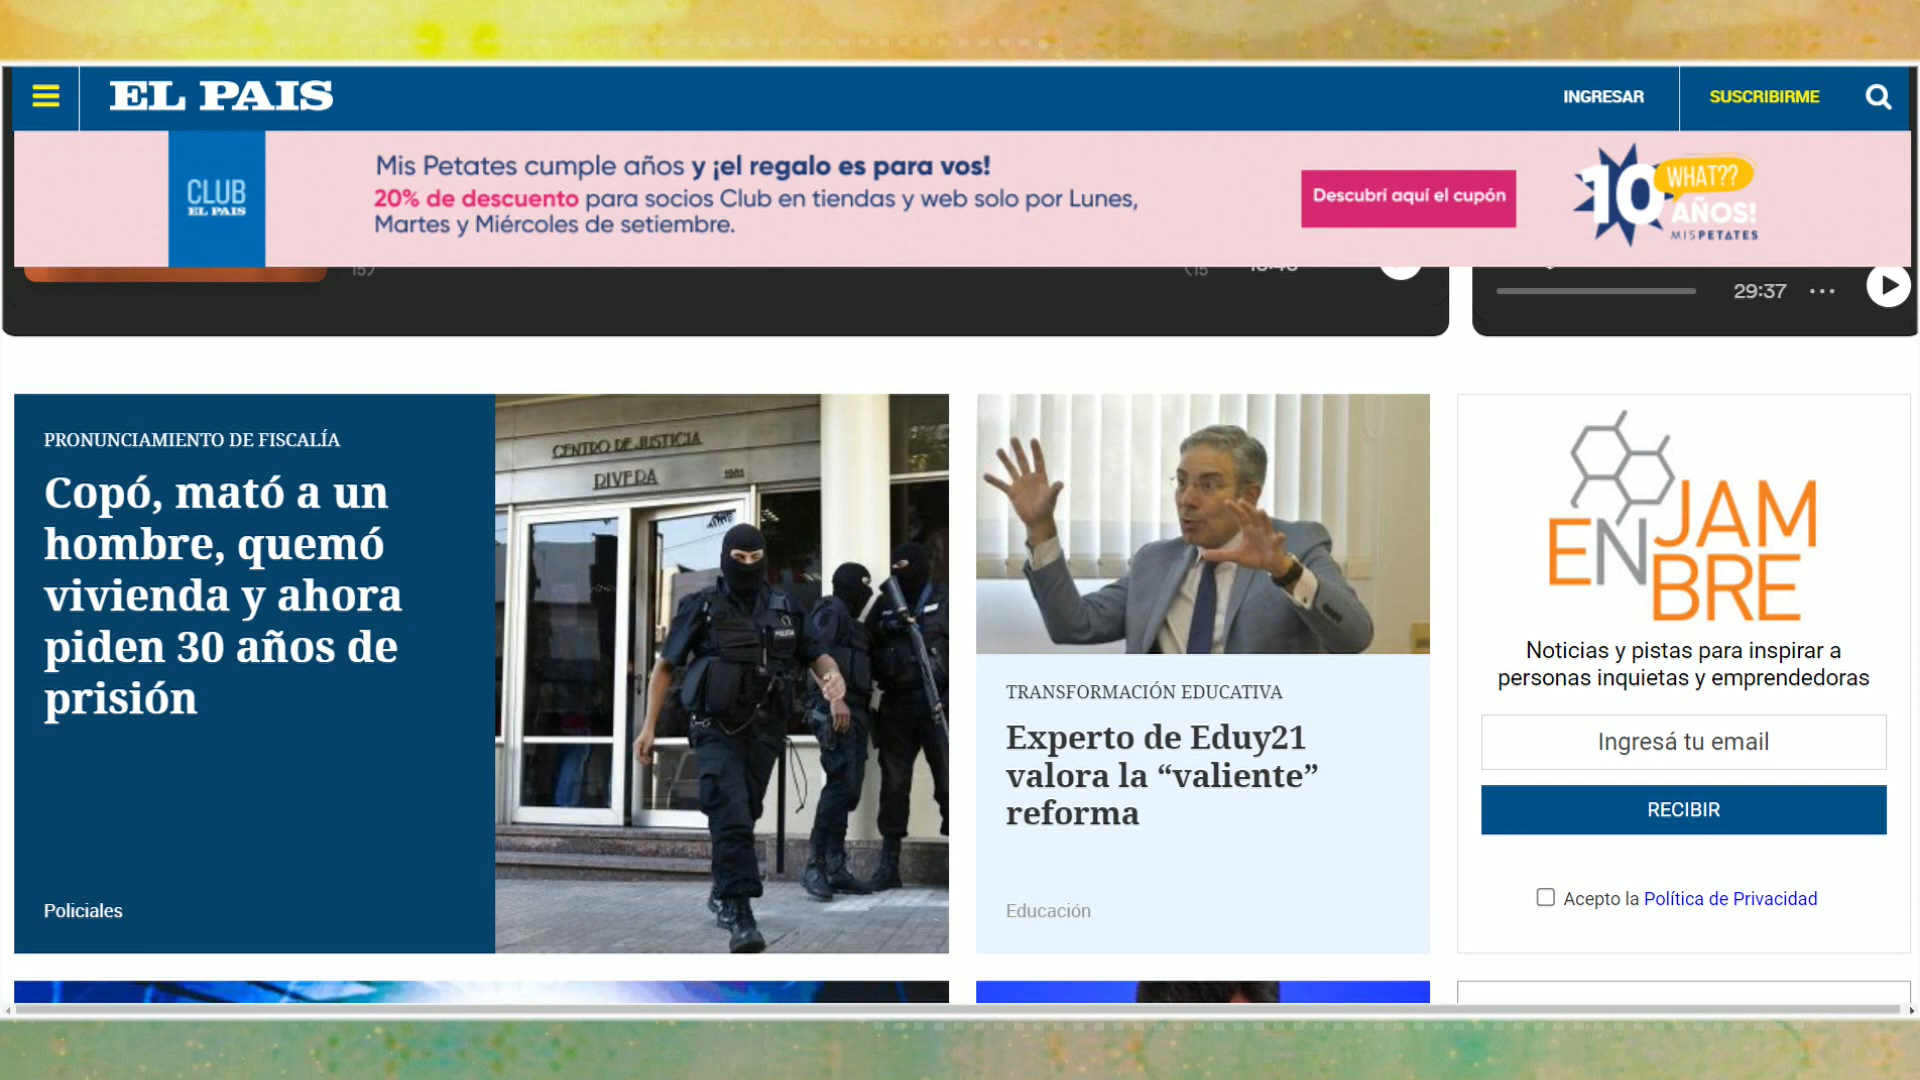 EL PAIS
INGRESAR
SUSCRIBIRME
CLUB
EL PAIS
Mis Petates cumple años y ¡el regalo es para vos!
20% de descuento para socios Club en tiendas y web solo por Lunes,
Martes y Miércoles de setiembre.
Descubrí aquí el cupón
10
WHAT??
AÑOS!
MISPETATES
29:37
PRONUNCIAMIENTO DE FISCALÍA
Copó, mató a un
hombre, quemó
vivienda y ahora
piden 30 años de
prisión
Policiales
CENTRO DE JUSTICIA
RIVERA
POLICIA
TRANSFORMACIÓN EDUCATIVA
Experto de Eduy21
valora la “valiente”
reforma
Educación
ENJAMBRE
Noticias y pistas para inspirar a
personas inquietas y emprendedoras
Ingresá tu email
RECIBIR
Acepto la Política de Privacidad